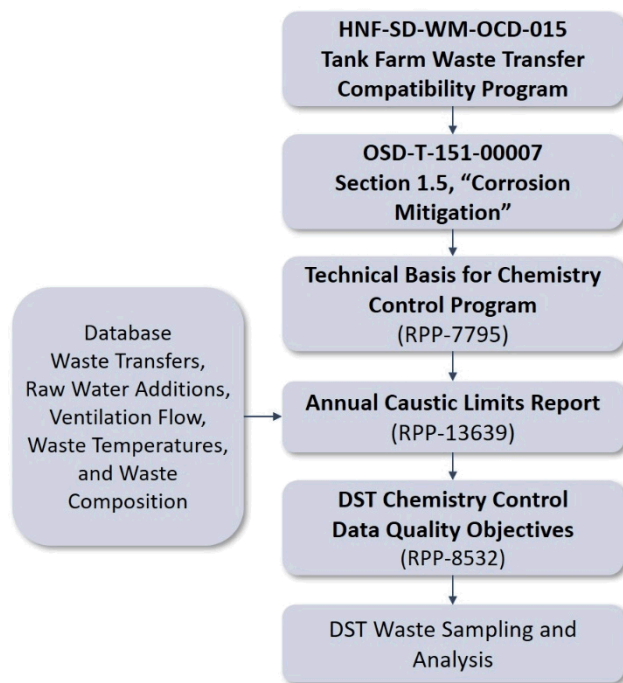 HNF-SD-WM-OCD-015
Tank Farm Waste Transfer
Compatibility Program
OSD-T-151-00007
Section 1.5, “Corrosion
Mitigation”
Technical Basis for Chemistry
Control Program
(RPP-7795)
Database
Waste Transfers,
Raw Water Additions,
Ventilation Flow,
Waste Temperatures,
and Waste
Composition
Annual Caustic Limits Report
(RPP-13639)
DST Chemistry Control
Data Quality Objectives
(RPP-8532)
DST Waste Sampling and
Analysis